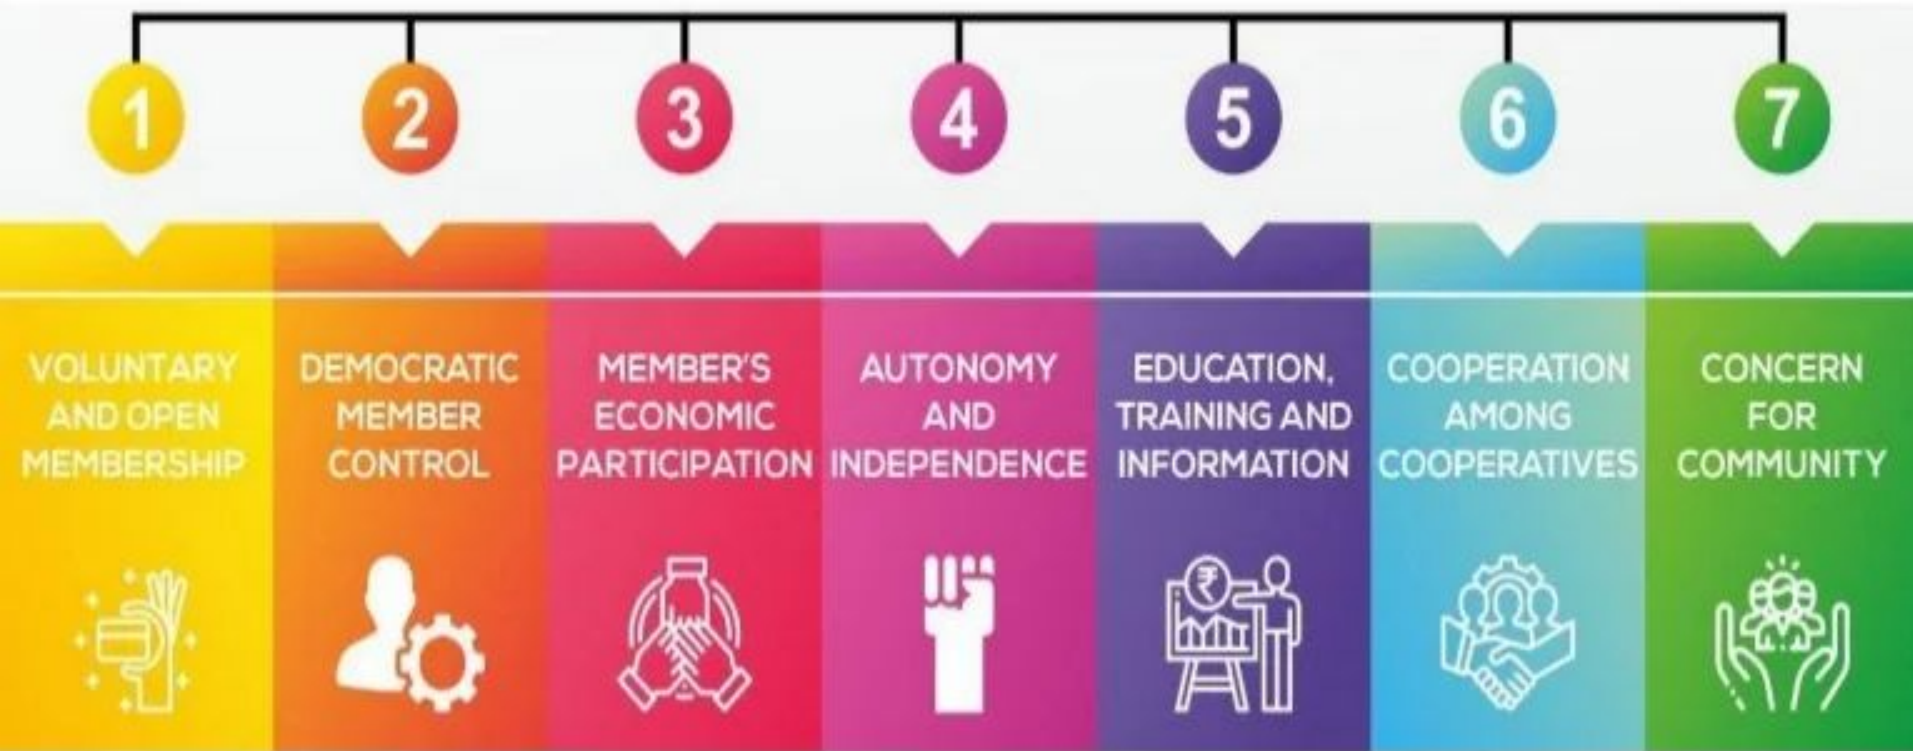 1
2
3
4
5
6
7
VOLUNTARY
AND OPEN
MEMBERSHIP
DEMOCRATIC
MEMBER
CONTROL
MEMBER'S
ECONOMIC
PARTICIPATION
AUTONOMY
AND
INDEPENDENCE
EDUCATION,
TRAINING AND
INFORMATION
COOPERATION
AMONG
COOPERATIVES
CONCERN
FOR
COMMUNITY
₹